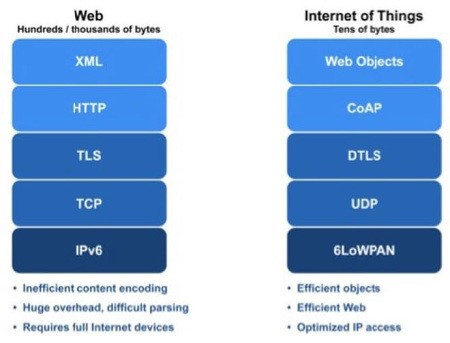 Web
Hundreds / thousands of bytes
XML
HTTP
TLS
TCP
IPv6
• Inefficient content encoding
• Huge overhead, difficult parsing
• Requires full Internet devices
Internet of Things
Tens of bytes
Web Objects
CoAP
DTLS
UDP
6LoWPAN
• Efficient objects
• Efficient Web
• Optimized IP access